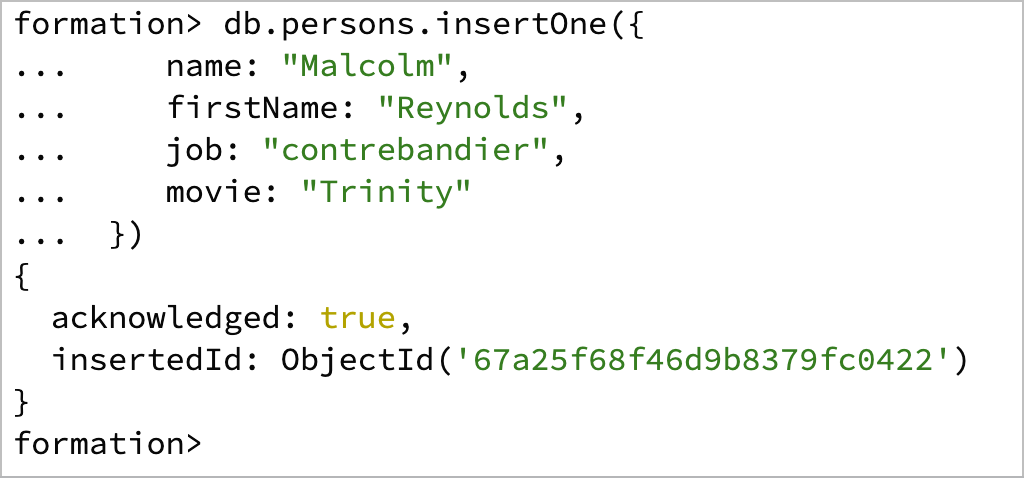 formation> db.persons.insertOne({
...     name: "Malcolm",
...     firstName: "Reynolds",
...     job: "contrebandier",
...     movie: "Trinity"
...  })
{
  acknowledged: true,
  insertedId: ObjectId('67a25f68f46d9b8379fc0422')
}
formation>